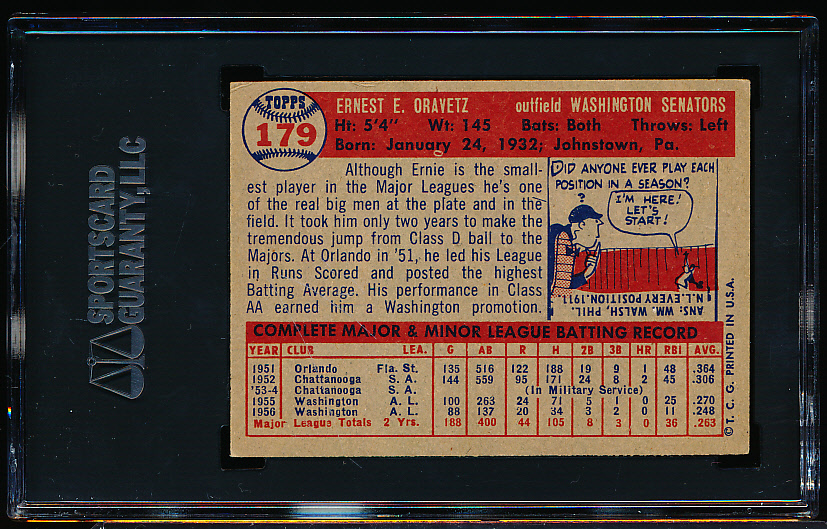 SPORTSCARD
GUARANTY, LLC
TOPPS
179
ERNEST E. ORAVETZ outfield WASHINGTON SENATORS
Ht: 5'4" Wt: 145 Bats: Both Throws: Left
Born: January 24, 1932; Johnstown, Pa.
Although Ernie is the small-
est player in the Major Leagues he's one
of the real big men at the plate and in the
field. It took him only two years to make the
tremendous jump from Class D ball to the
Majors. At Orlando in '51, he led his League
in Runs Scored and posted the highest
Batting Average. His performance in Class
AA earned him a Washington promotion.
DID ANYONE EVER PLAY EACH
POSITION IN A SEASON?
?
I'M HERE!
LET'S
START!
ANS: WM. WALSH, PHIL.
N.L. EVERY POSITION, 1911
COMPLETE MAJOR & MINOR LEAGUE BATTING RECORD
YEAR CLUB LEA. G AB R H 2B 3B HR RBI AVG.
1951 Orlando Fla. St. 135 516 122 188 19 9 1 48 .364
1952 Chattanooga S. A. 144 559 95 171 24 8 2 45 .306
'53-4 Chattanooga S. A. (In Military Service)
1955 Washington A. L. 100 263 24 71 5 1 0 25 .270
1956 Washington A. L. 88 137 20 34 3 2 0 11 .248
Major League Totals 2 Yrs. 188 400 44 105 8 3 0 36 .263
© T. C. G. PRINTED IN U.S.A.